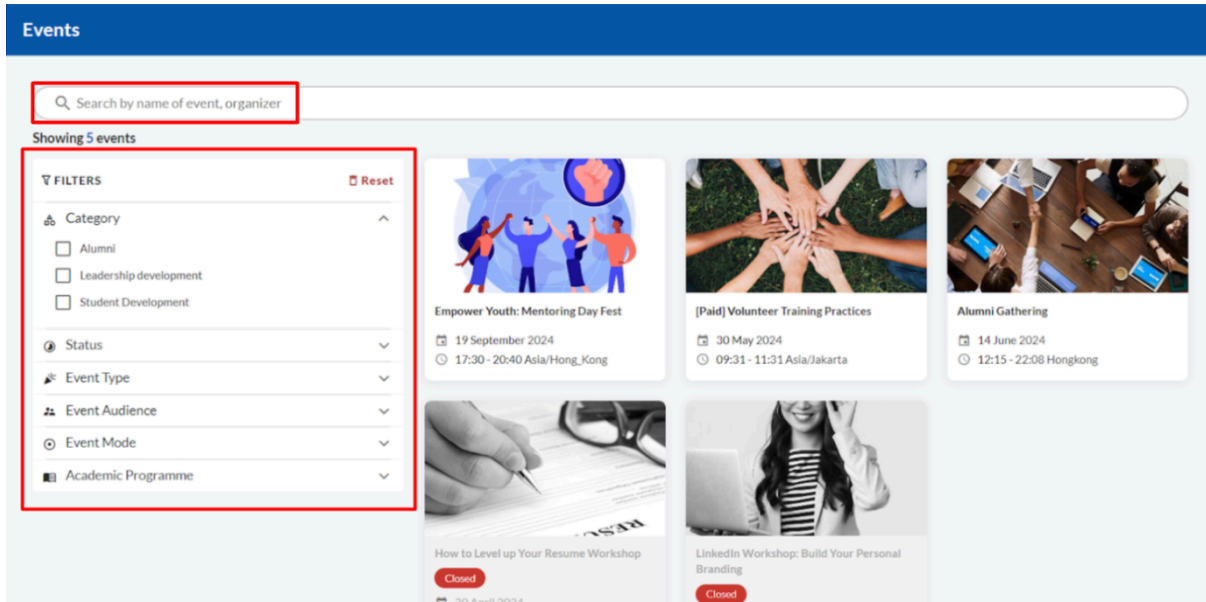 Events
Search by name of event, organizer
Showing 5 events
FILTERS
Reset
Category
Alumni
Leadership development
Student Development
Status
Event Type
Event Audience
Event Mode
Academic Programme
Empower Youth: Mentoring Day Fest
19 September 2024
17:30 - 20:40 Asia/Hong_Kong
[Paid] Volunteer Training Practices
30 May 2024
09:31 - 11:31 Asia/Jakarta
Alumni Gathering
14 June 2024
12:15 - 22:08 Hongkong
How to Level up Your Resume Workshop
Closed
LinkedIn Workshop: Build Your Personal
Branding
Closed